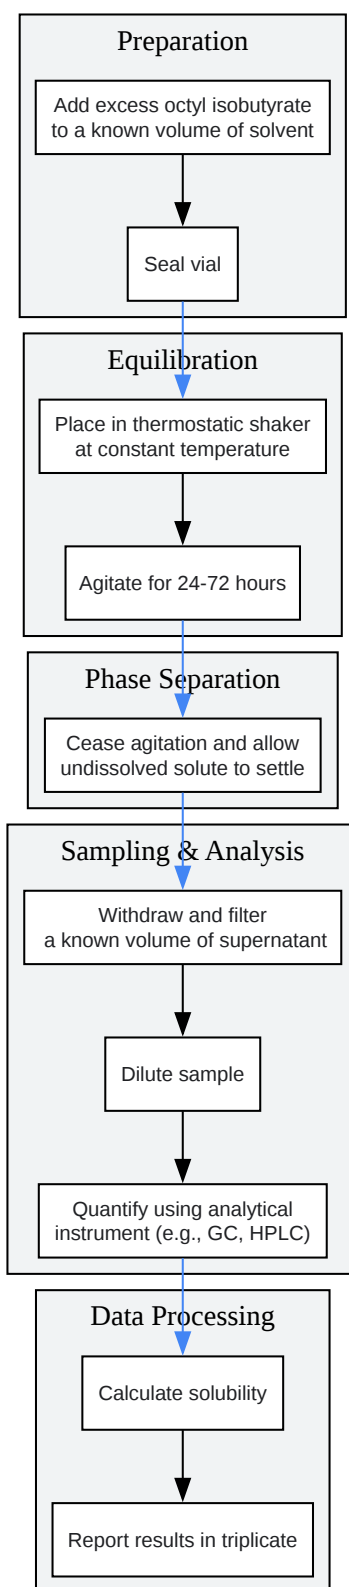 Preparation
Add excess octyl isobutyrate
to a known volume of solvent
Seal vial
Equilibration
Place in thermostatic shaker
at constant temperature
Agitate for 24-72 hours
Phase Separation
Cease agitation and allow
undissolved solute to settle
Sampling & Analysis
Withdraw and filter
a known volume of supernatant
Dilute sample
Quantify using analytical
instrument (e.g., GC, HPLC)
Data Processing
Calculate solubility
Report results in triplicate